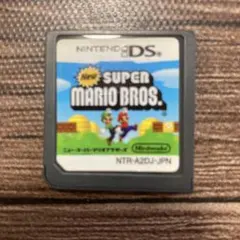 NINTENDO DS
New SUPER
MARIO BROS.
ニュー スーパーマリオブラザーズ
Nintendo
NTR-A2DJ-JPN